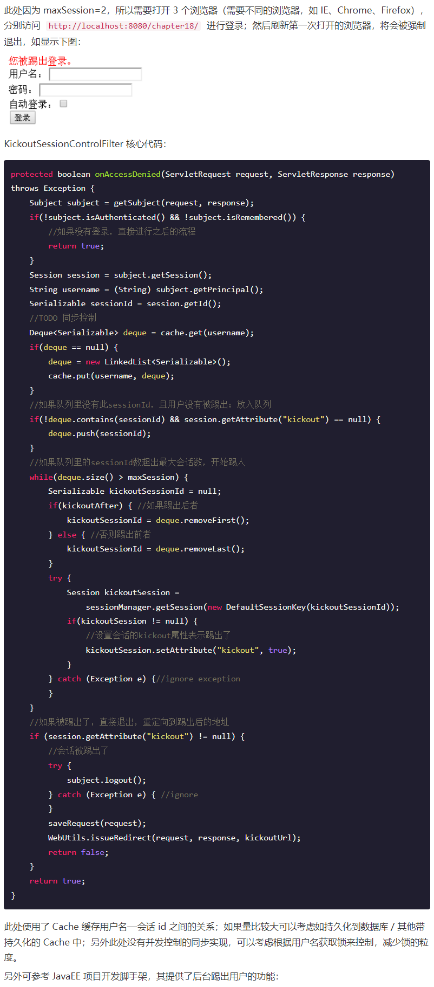 此处因为 maxSession=2，所以需要打开 3 个浏览器（需要不同的浏览器，如 IE、Chrome、Firefox），
分别访问 http://localhost:8080/chapter18/ 进行登录；然后刷新第一次打开的浏览器，将会被强制
退出，如显示下图：
您被踢出登录。
用户名：
密码：
自动登录：
登录
KickoutSessionControlFilter 核心代码：
protected boolean onAccessDenied(ServletRequest request, ServletResponse response)
throws Exception {
    Subject subject = getSubject(request, response);
    if(!subject.isAuthenticated() && !subject.isRemembered()) {
        //如果没有登录，直接进行之后的流程
        return true;
    }
    Session session = subject.getSession();
    String username = (String) subject.getPrincipal();
    Serializable sessionId = session.getId();
    //TODO 同步控制
    Deque<Serializable> deque = cache.get(username);
    if(deque == null) {
        deque = new LinkedList<Serializable>();
        cache.put(username, deque);
    }
    //如果队列里没有此sessionId，且用户没有被踢出；放入队列
    if(!deque.contains(sessionId) && session.getAttribute("kickout") == null) {
        deque.push(sessionId);
    }
    //如果队列里的sessionId数超出最大会话数，开始踢人
    while(deque.size() > maxSession) {
        Serializable kickoutSessionId = null;
        if(kickoutAfter) { //如果踢出后者
            kickoutSessionId = deque.removeFirst();
        } else { //否则踢出前者
            kickoutSessionId = deque.removeLast();
        }
        try {
            Session kickoutSession =
                sessionManager.getSession(new DefaultSessionKey(kickoutSessionId));
            if(kickoutSession != null) {
                //设置会话的kickout属性表示踢出了
                kickoutSession.setAttribute("kickout", true);
            }
        } catch (Exception e) {//ignore exception
        }
    }
    //如果被踢出了，直接退出，重定向到踢出后的地址
    if (session.getAttribute("kickout") != null) {
        //会话被踢出了
        try {
            subject.logout();
        } catch (Exception e) { //ignore
        }
        saveRequest(request);
        WebUtils.issueRedirect(request, response, kickoutUrl);
        return false;
    }
    return true;
}
此处使用了 Cache 缓存用户名—会话 id 之间的关系；如果量比较大可以考虑如持久化到数据库 / 其他带
持久化的 Cache 中；另外此处没有并发控制的同步实现，可以考虑根据用户名获取锁来控制，减少锁的粒
度。
另外可参考 JavaEE 项目开发脚手架，其提供了后台踢出用户的功能：